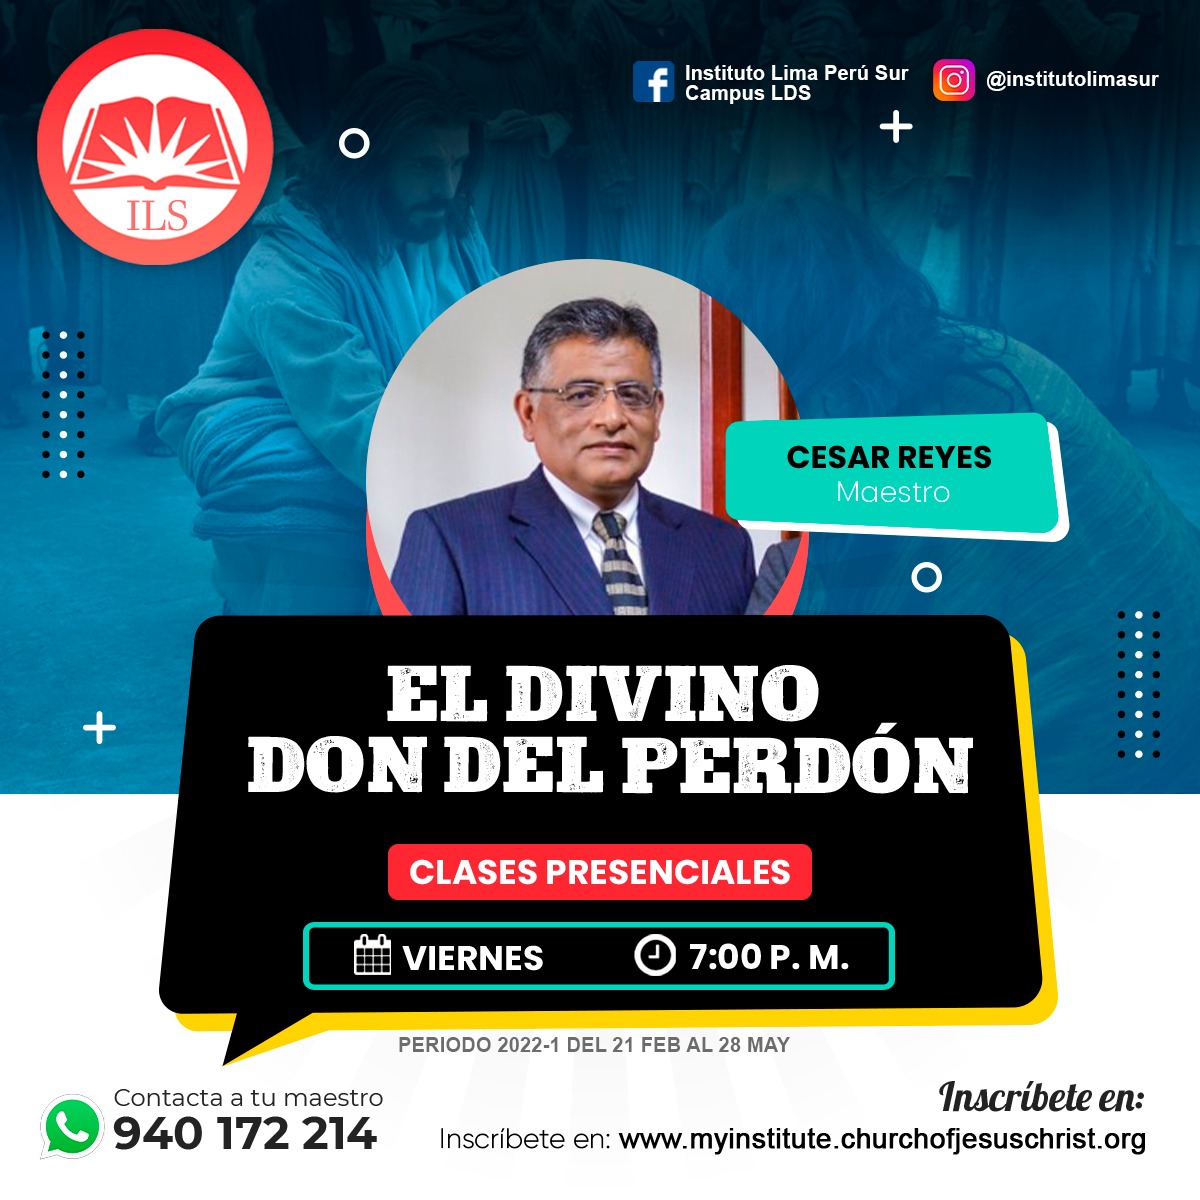 ILS
Instituto Lima Perú Sur
Campus LDS
@institutolimasur
CESAR REYES
Maestro
EL DIVINO
DON DEL PERDÓN
CLASES PRESENCIALES
VIERNES
7:00 P. M.
PERIODO 2022-1 DEL 21 FEB AL 28 MAY
Contacta a tu maestro
940 172 214
Inscríbete en:
Inscríbete en: www.myinstitute.churchofjesuschrist.org